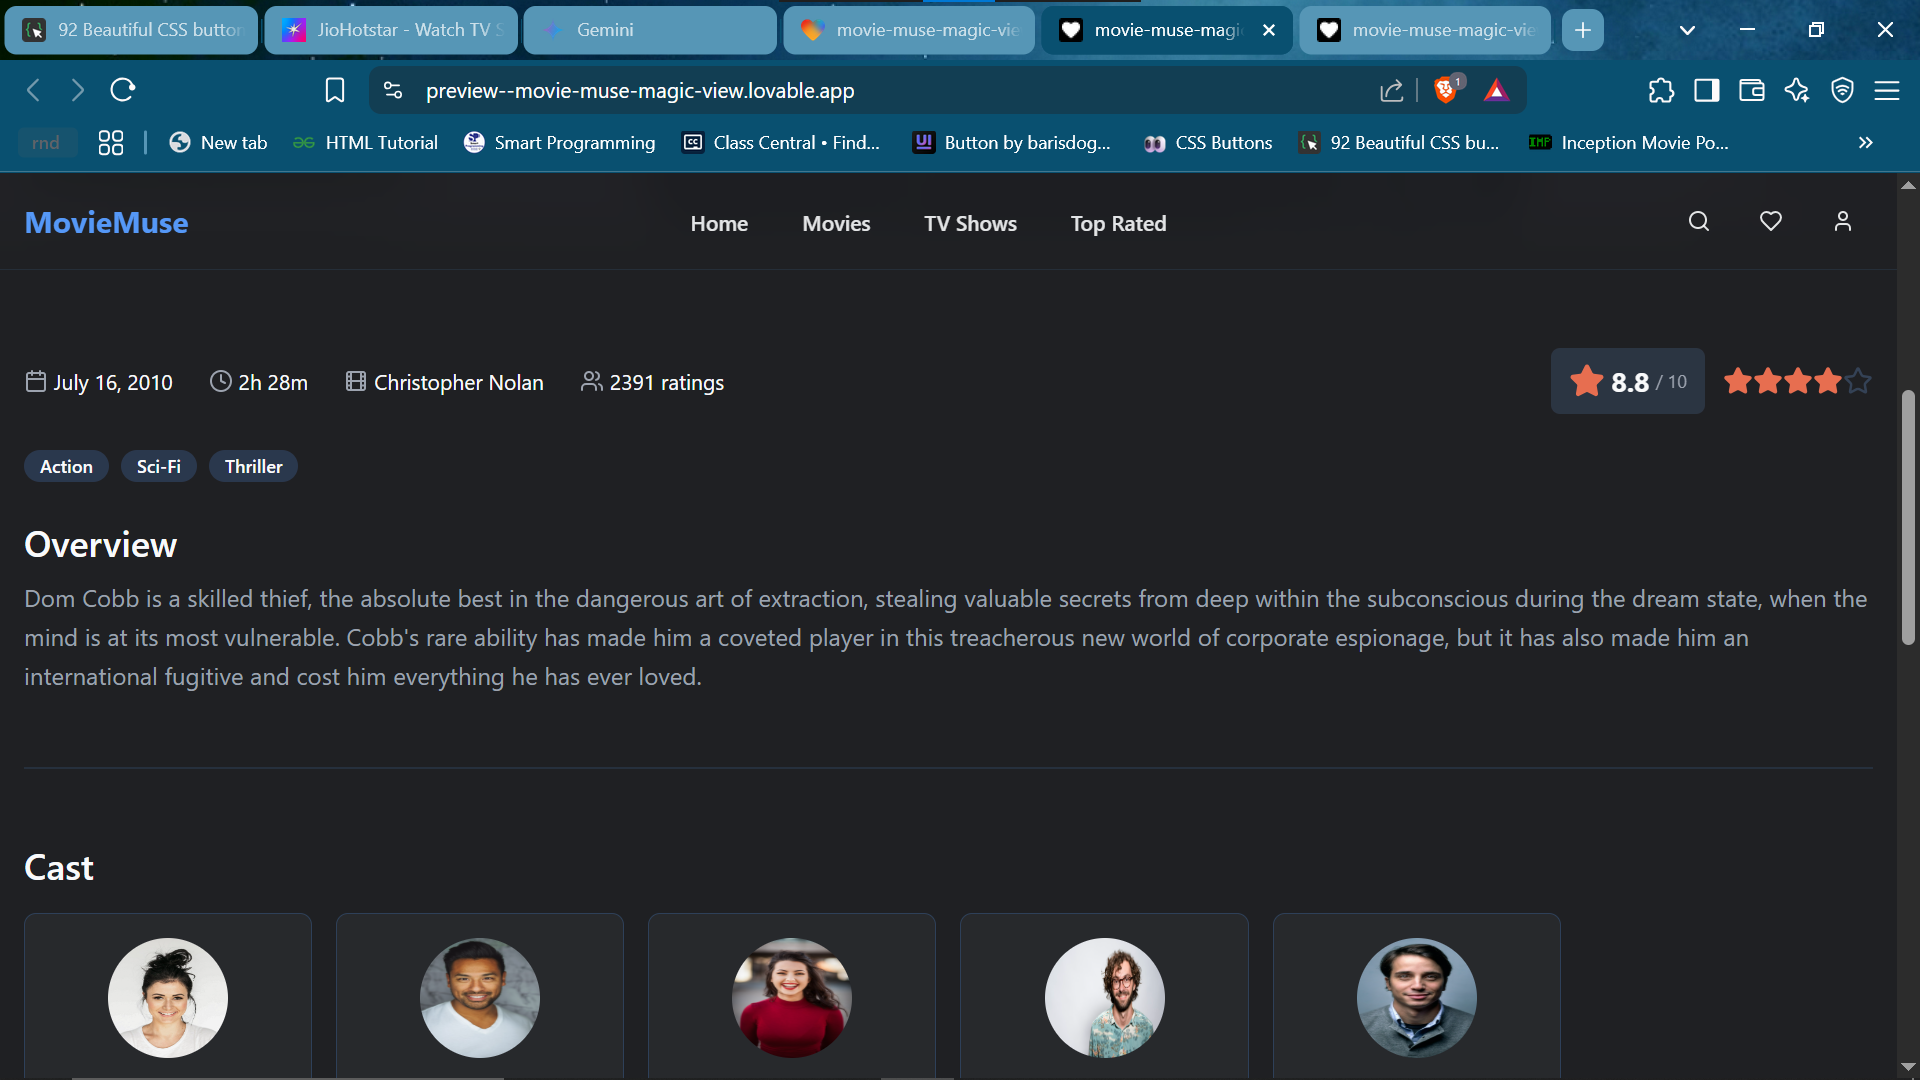 92 Beautiful CSS button
JioHotstar - Watch TV S
Gemini
movie-muse-magic-vie
movie-muse-magi
movie-muse-magic-vie
preview--movie-muse-magic-view.lovable.app
1
rnd
New tab
HTML Tutorial
Smart Programming
CC
Class Central • Find...
UI
Button by barisdog...
CSS Buttons
92 Beautiful CSS bu...
IMP
Inception Movie Po...
MovieMuse
Home
Movies
TV Shows
Top Rated
July 16, 2010
2h 28m
Christopher Nolan
2391 ratings
8.8 / 10
Action
Sci-Fi
Thriller
Overview
Dom Cobb is a skilled thief, the absolute best in the dangerous art of extraction, stealing valuable secrets from deep within the subconscious during the dream state, when the
mind is at its most vulnerable. Cobb's rare ability has made him a coveted player in this treacherous new world of corporate espionage, but it has also made him an
international fugitive and cost him everything he has ever loved.
Cast